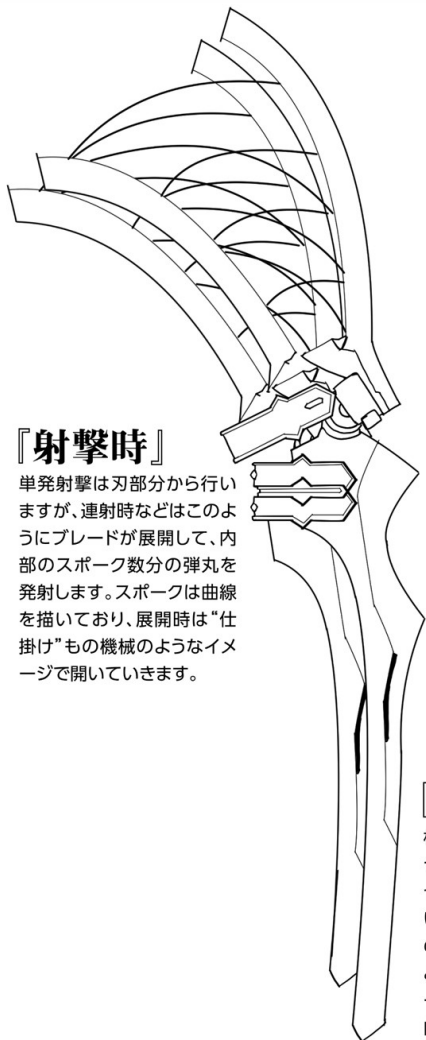 『射撃時』
単発射撃は刃部分から行い
ますが、連射時などはこのよ
うにブレードが展開して、内
部のスポーク数分の弾丸を
発射します。スポークは曲線
を描いており、展開時は“仕
掛け”もの機械のようなイメ
ージで開いていきます。